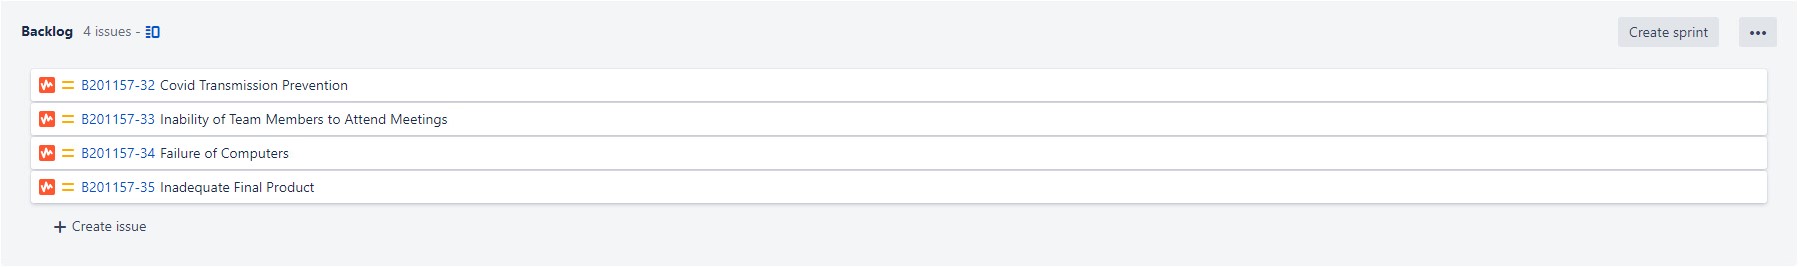 Backlog 4 issues - Create sprint
B201157-32 Covid Transmission Prevention
B201157-33 Inability of Team Members to Attend Meetings
B201157-34 Failure of Computers
B201157-35 Inadequate Final Product
+ Create issue